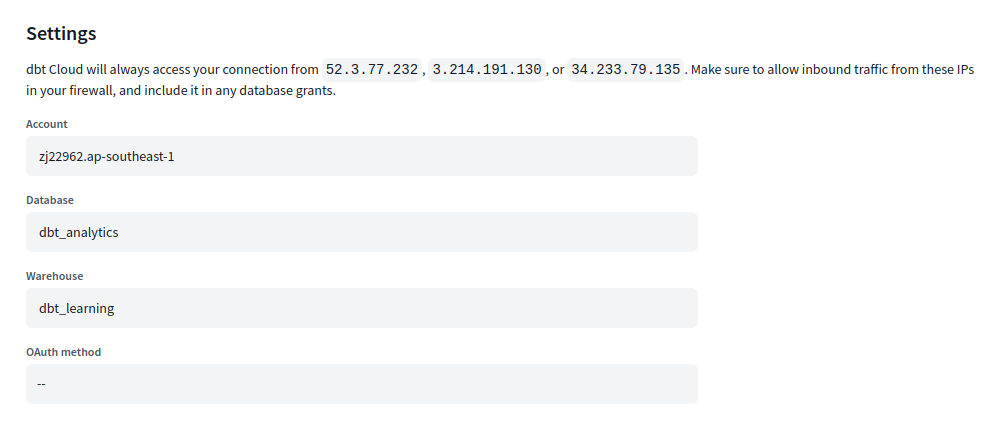 Settings
dbt Cloud will always access your connection from 52.3.77.232, 3.214.191.130, or 34.233.79.135. Make sure to allow inbound traffic from these IPs
in your firewall, and include it in any database grants.
Account
zj22962.ap-southeast-1
Database
dbt_analytics
Warehouse
dbt_learning
OAuth method
--